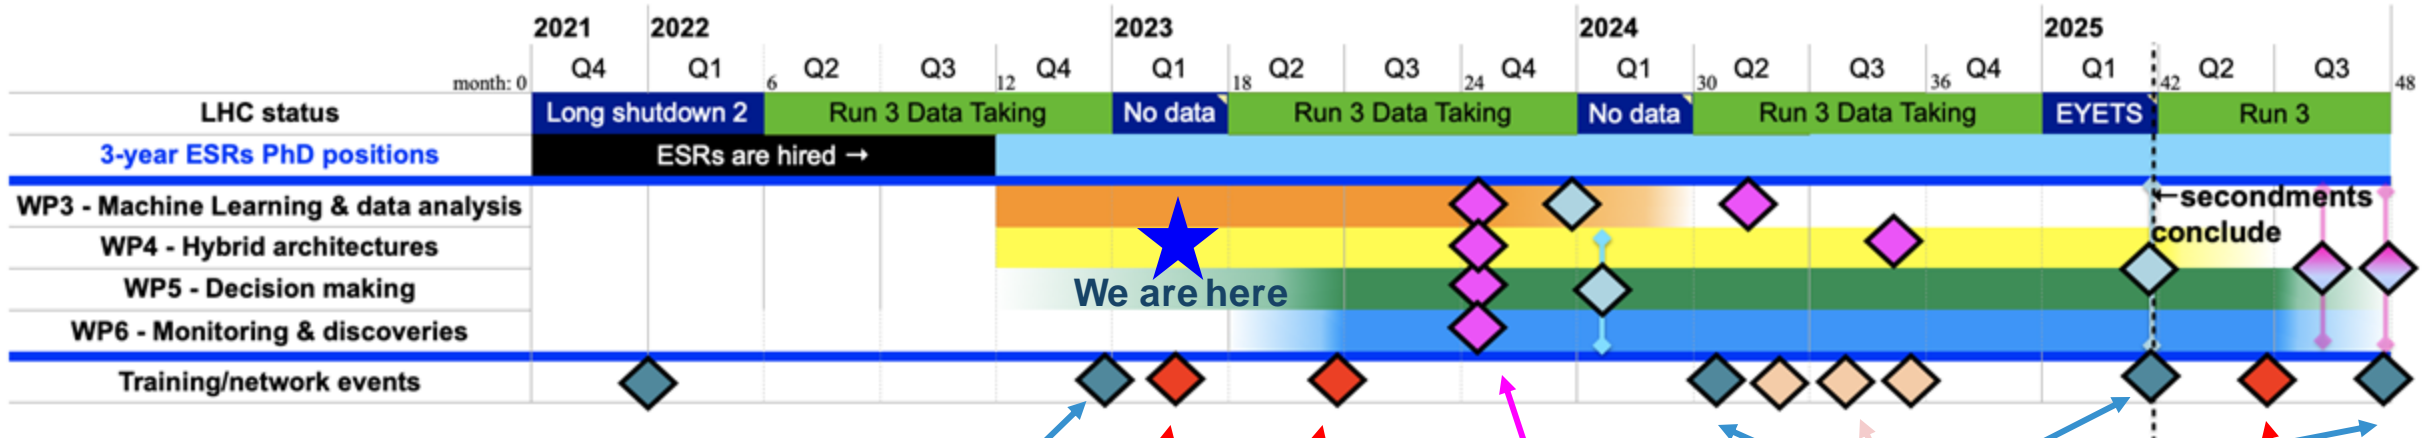 2021 2022 2023 2024 2025
Q4 Q1 Q2 Q3 Q4 Q1 Q2 Q3 Q4 Q1 Q2 Q3 Q4 Q1 Q2 Q3
month: 0 6 12 18 24 30 36 42 48
LHC status Long shutdown 2 Run 3 Data Taking No data Run 3 Data Taking No data Run 3 Data Taking EYETS Run 3
3-year ESRs PhD positions ESRs are hired →
WP3 - Machine Learning & data analysis ←secondments
conclude
WP4 - Hybrid architectures
WP5 - Decision making We are here
WP6 - Monitoring & discoveries
Training/network events